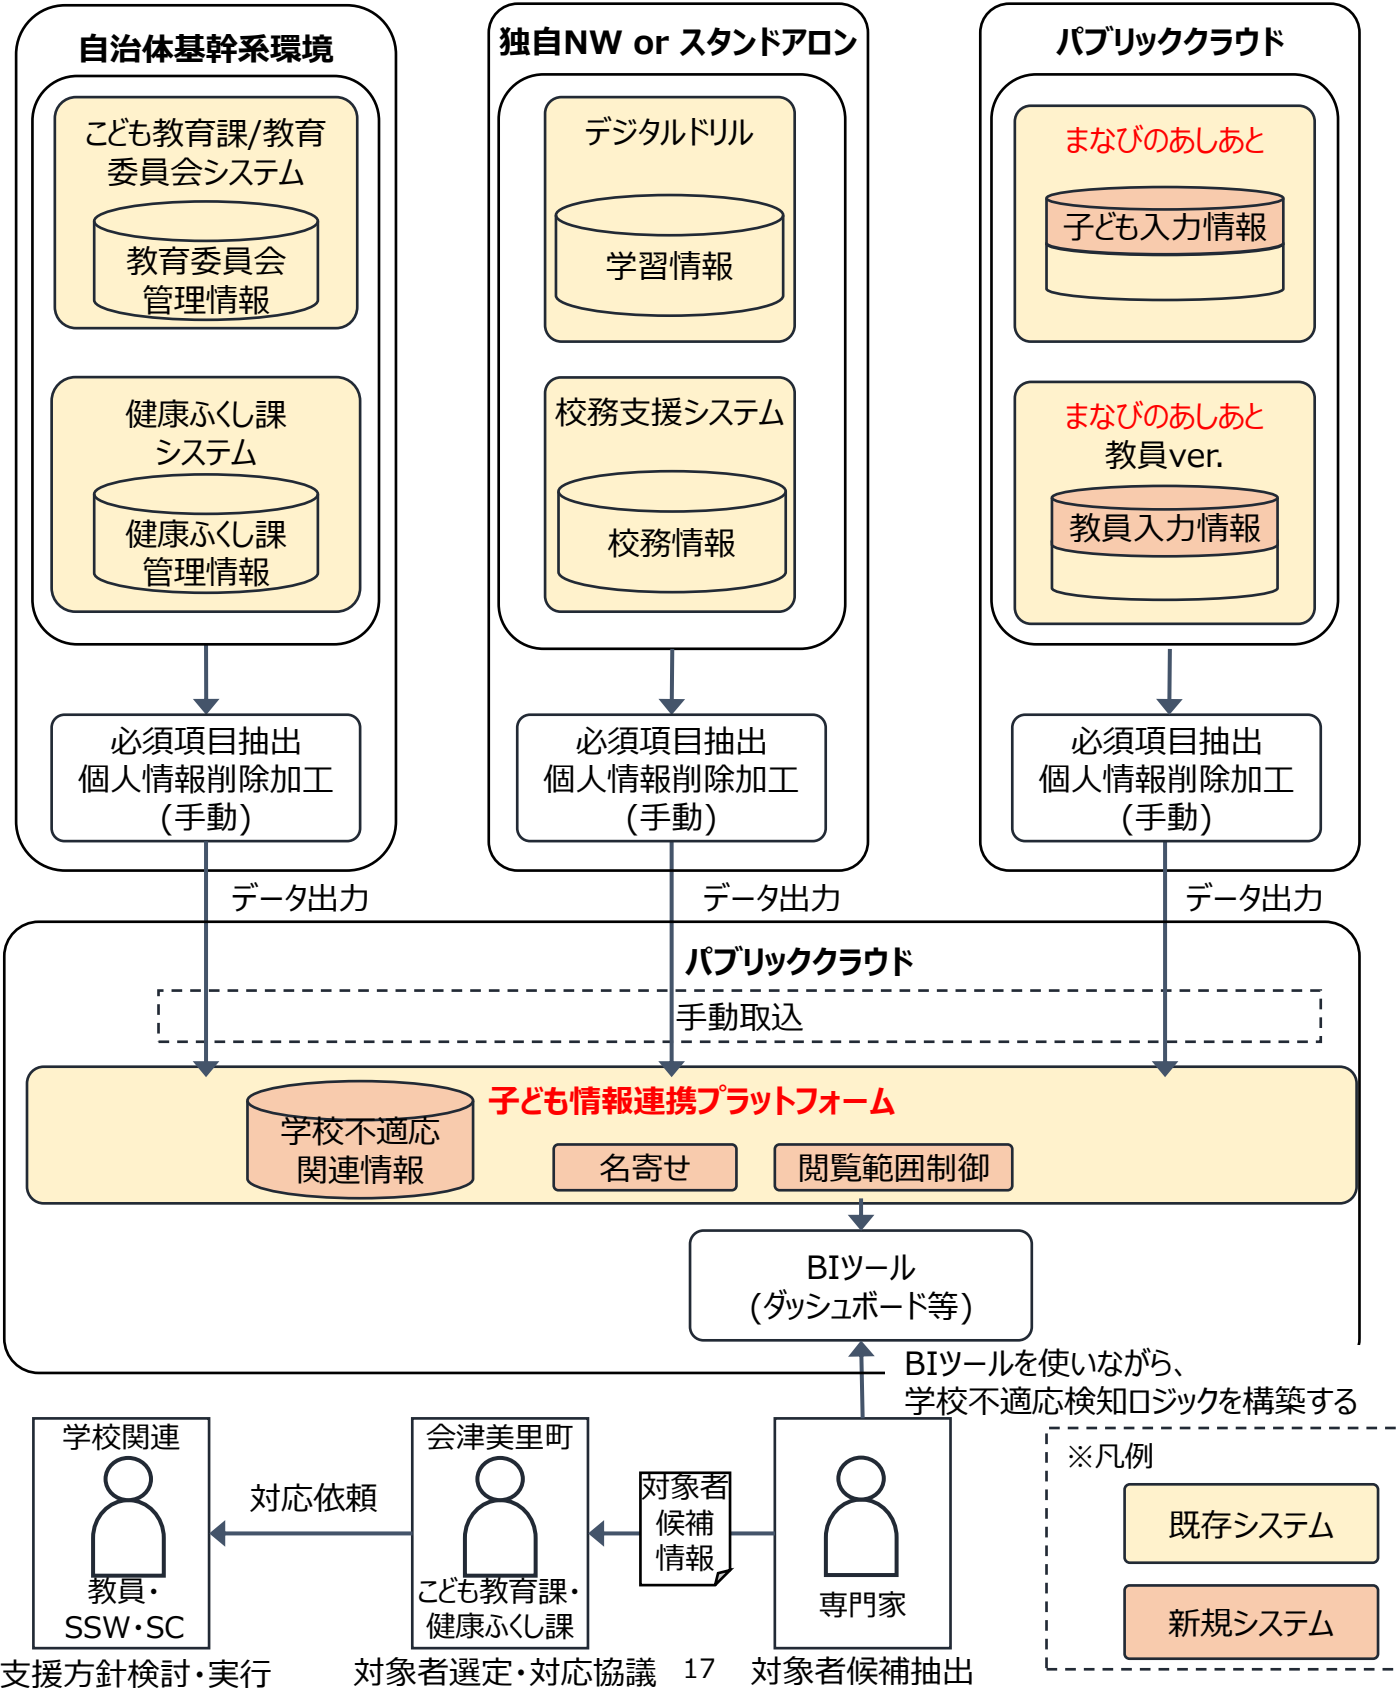 自治体基幹系環境
こども教育課/教育
委員会システム
教育委員会
管理情報
健康ふくし課
システム
健康ふくし課
管理情報
必須項目抽出
個人情報削除加工
(手動)
データ出力
独自NW or スタンドアロン
デジタルドリル
学習情報
校務支援システム
校務情報
必須項目抽出
個人情報削除加工
(手動)
データ出力
パブリッククラウド
まなびのあしあと
子ども入力情報
まなびのあしあと
教員ver.
教員入力情報
必須項目抽出
個人情報削除加工
(手動)
データ出力
パブリッククラウド
手動取込
子ども情報連携プラットフォーム
学校不適応
関連情報
名寄せ
閲覧範囲制御
BIツール
(ダッシュボード等)
BIツールを使いながら、
学校不適応検知ロジックを構築する
学校関連
教員・
SSW・SC
支援方針検討・実行
対応依頼
会津美里町
こども教育課・
健康ふくし課
対象者選定・対応協議
対象者
候補
情報
専門家
対象者候補抽出
17
※凡例
既存システム
新規システム